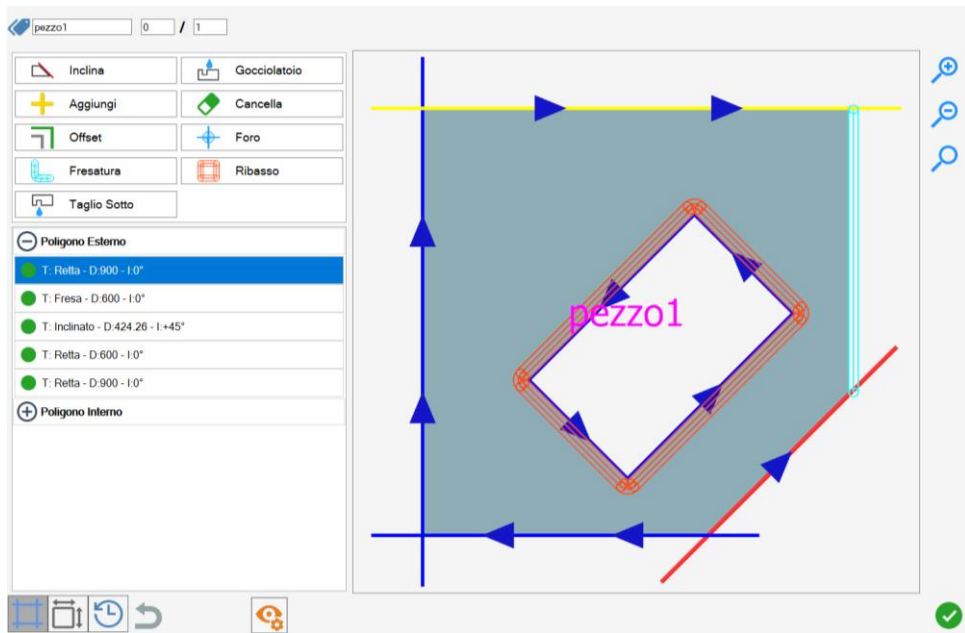 pezzo1 0 / 1
Inclina Gocciolatoio
Aggiungi Cancella
Offset Foro
Fresatura Ribasso
Taglio Sotto
Poligono Esterno
T: Retta - D:900 - I:0°
T: Fresa - D:600 - I:0°
T: Inclinato - D:424.26 - I:+45°
T: Retta - D:600 - I:0°
T: Retta - D:900 - I:0°
Poligono Interno
pezzo1